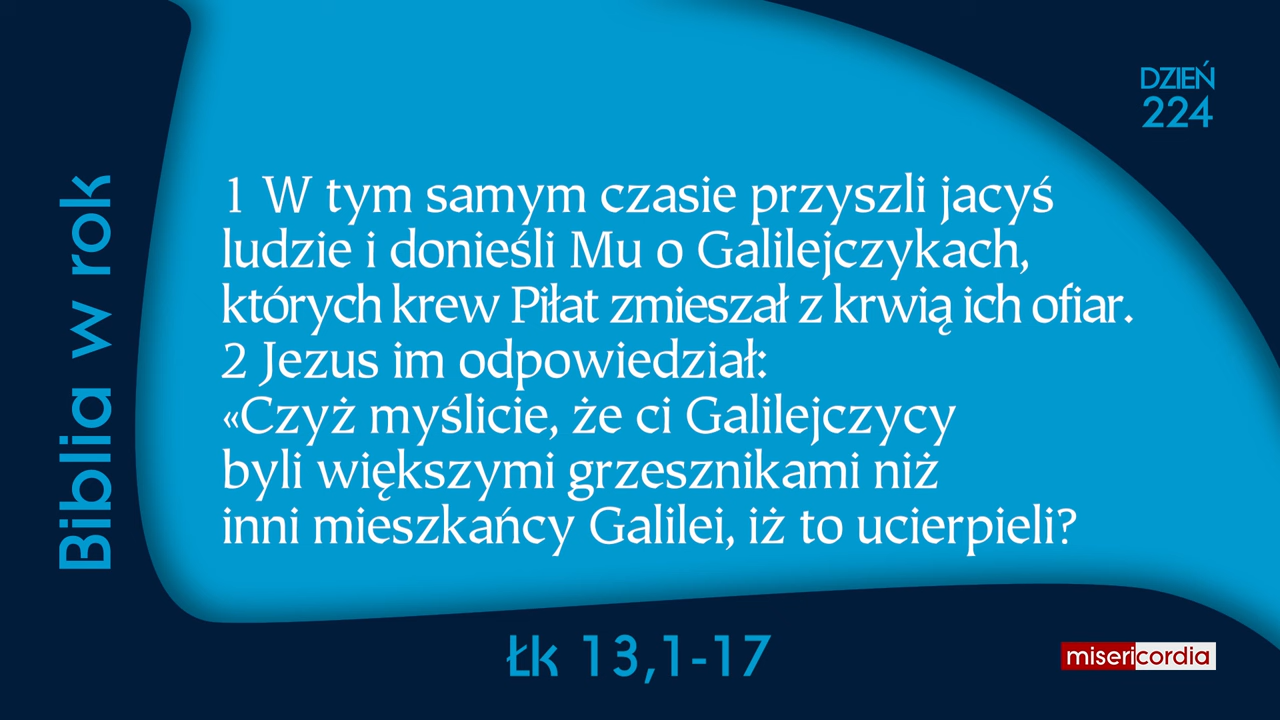 DZIEŃ
224
Biblia w rok
1 W tym samym czasie przyszli jacyś
ludzie i donieśli Mu o Galilejczykach,
których krew Piłat zmieszał z krwią ich ofiar.
2 Jezus im odpowiedział:
«Czyż myślicie, że ci Galilejczycy
byli większymi grzesznikami niż
inni mieszkańcy Galilei, iż to ucierpieli?
Łk 13,1-17
misericordia